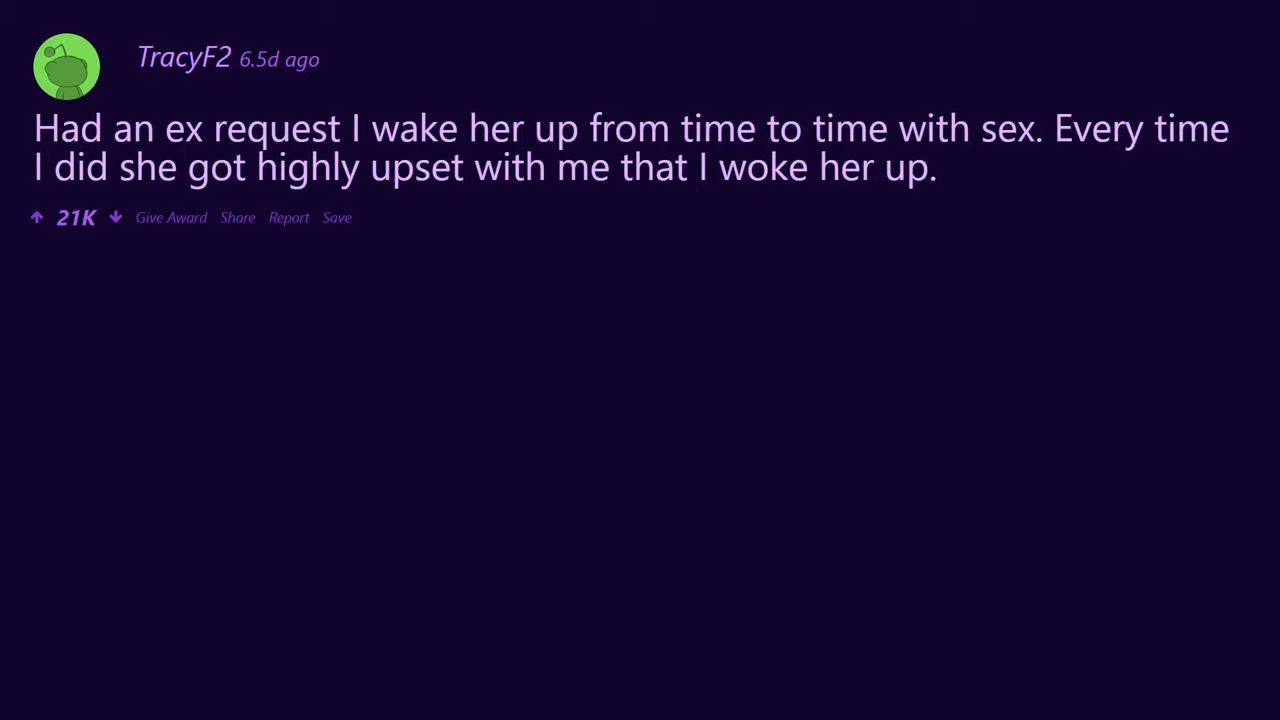 TracyF2 6.5d ago
Had an ex request I wake her up from time to time with sex. Every time
I did she got highly upset with me that I woke her up.
21K Give Award Share Report Save